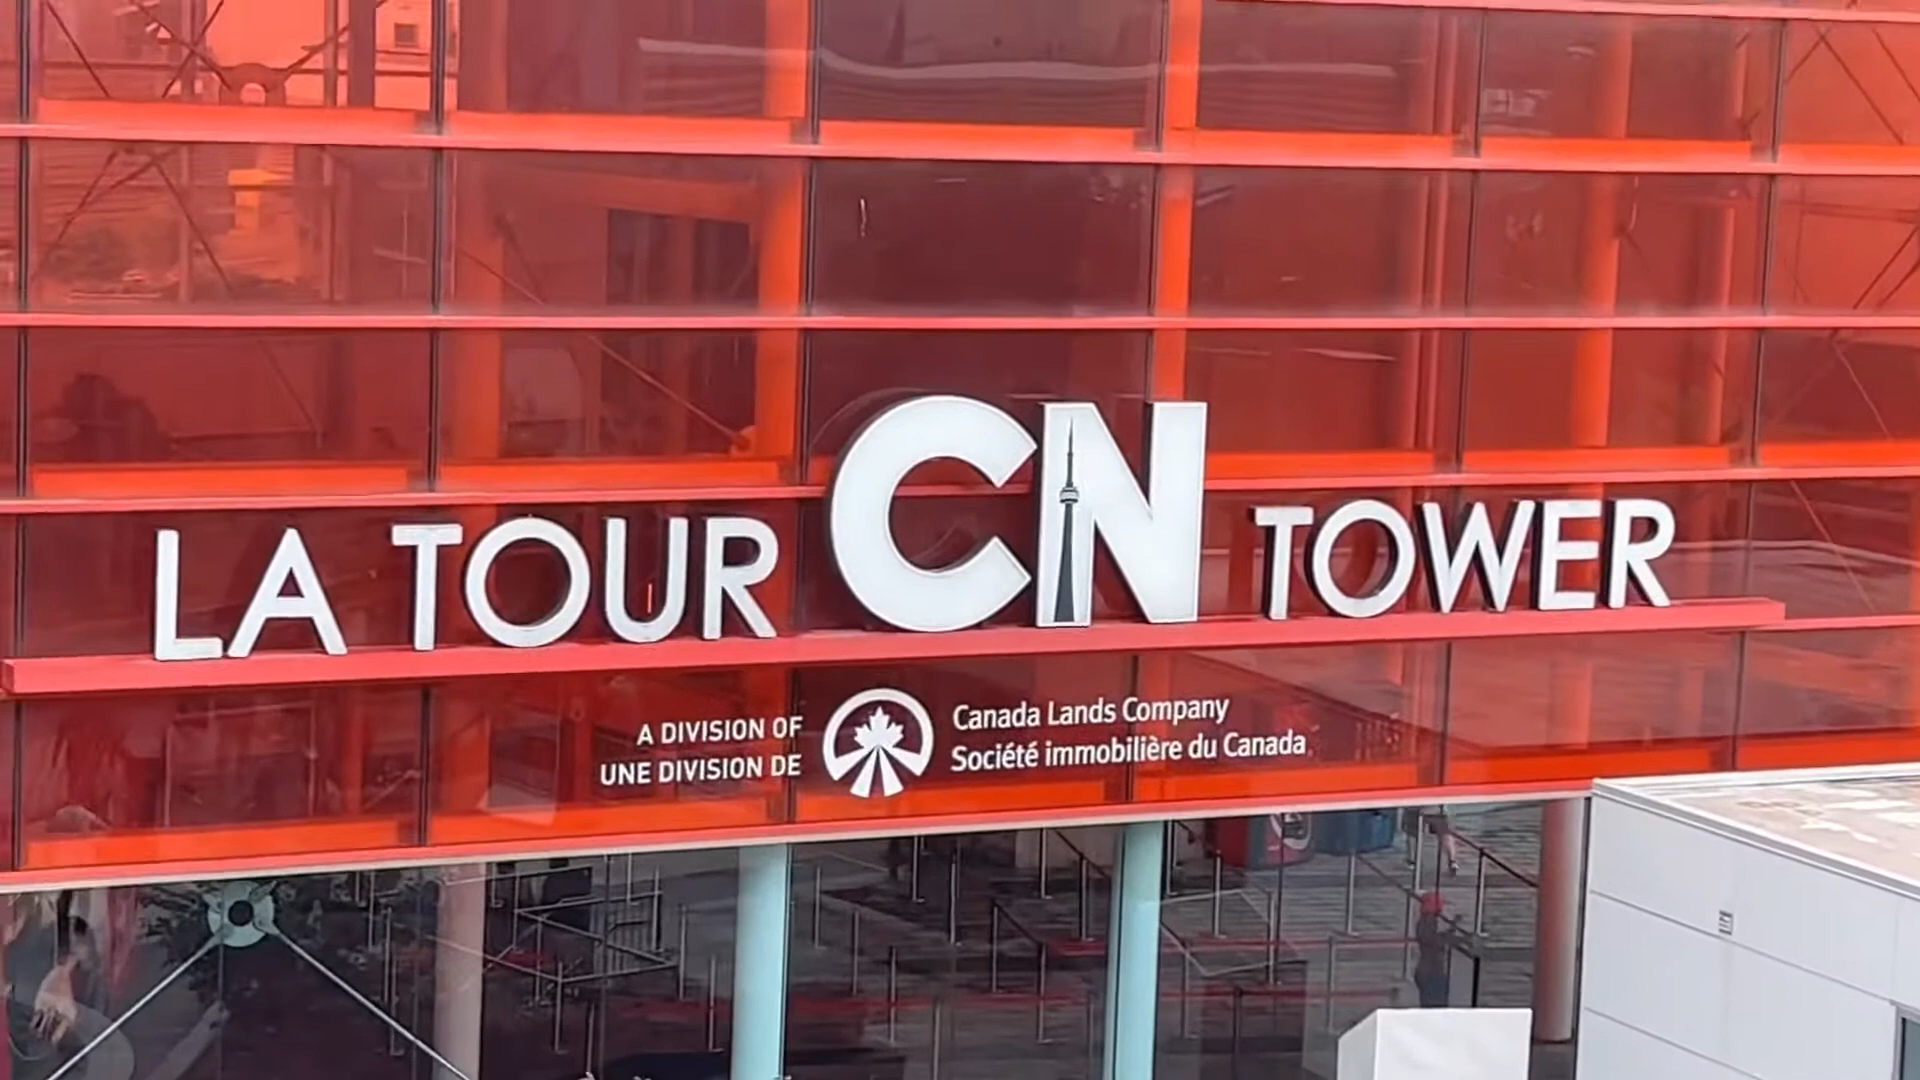 LA TOUR CN TOWER
A DIVISION OF
UNE DIVISION DE
Canada Lands Company
Société immobilière du Canada